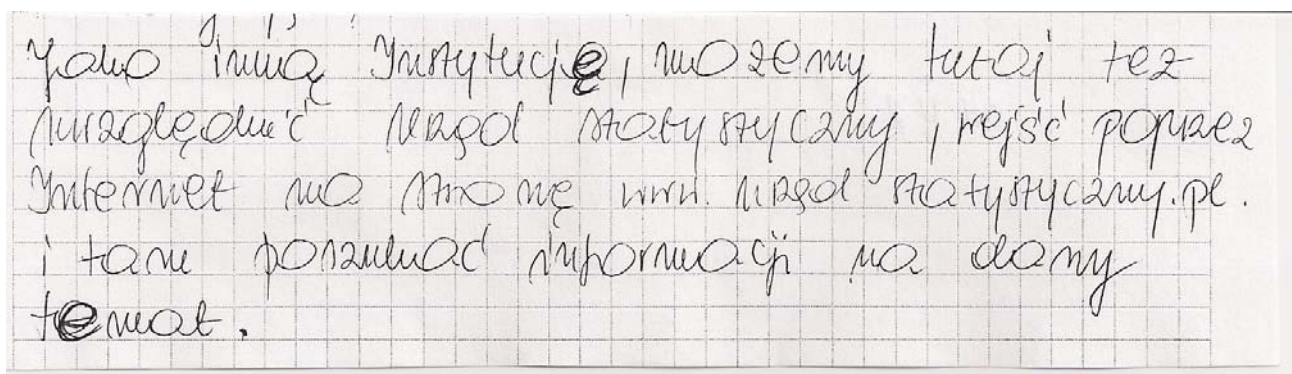 Jako inną Instytucję, możemy tutaj też
uwzględnić Urząd statystyczny, wejść poprzez
Internet na stronę www. urząd statystyczny.pl.
i tam poszukać informacji na dany
temat.